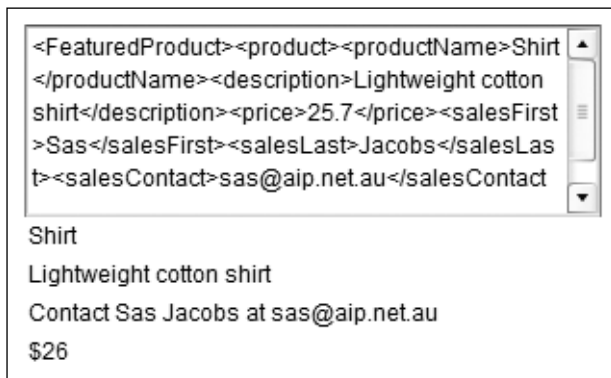 <FeaturedProduct><product><productName>Shirt
</productName><description>Lightweight cotton
shirt</description><price>25.7</price><salesFirst
>Sas</salesFirst><salesLast>Jacobs</salesLas
t><salesContact>sas@aip.net.au</salesContact
Shirt
Lightweight cotton shirt
Contact Sas Jacobs at sas@aip.net.au
$26